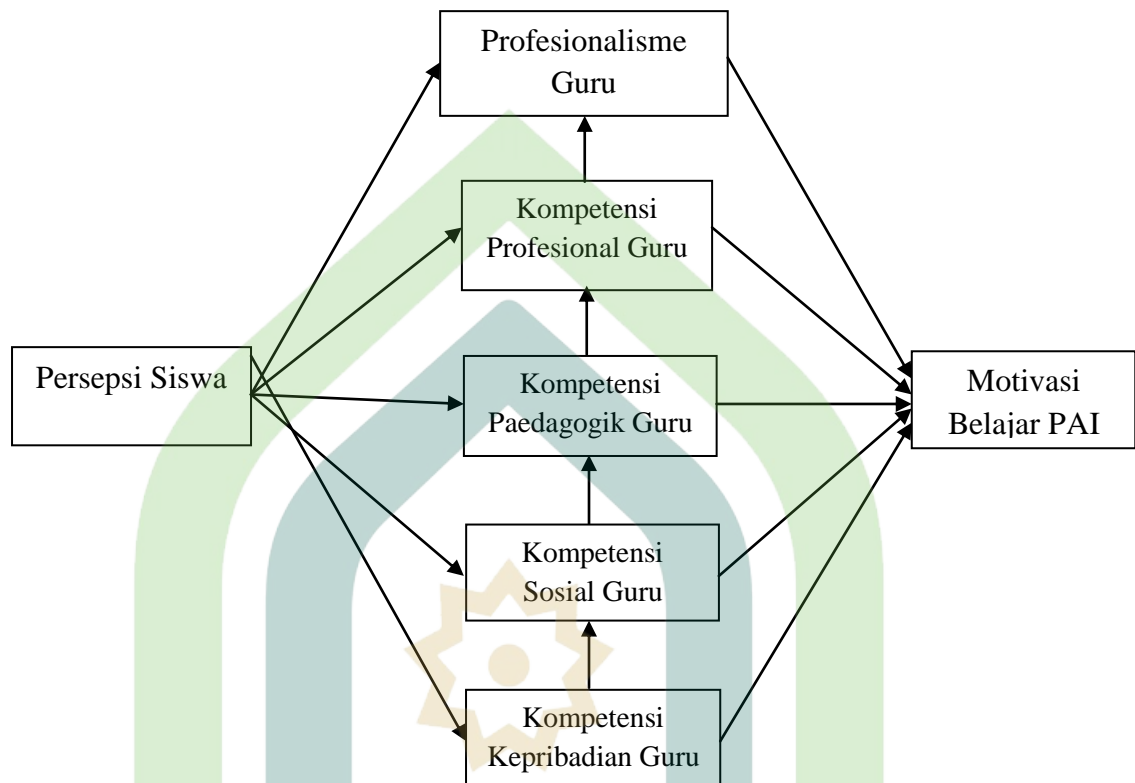 Profesionalisme
Guru
Kompetensi
Profesional Guru
Persepsi Siswa
Kompetensi
Paedagogik Guru
Motivasi
Belajar PAI
Kompetensi
Sosial Guru
Kompetensi
Kepribadian Guru